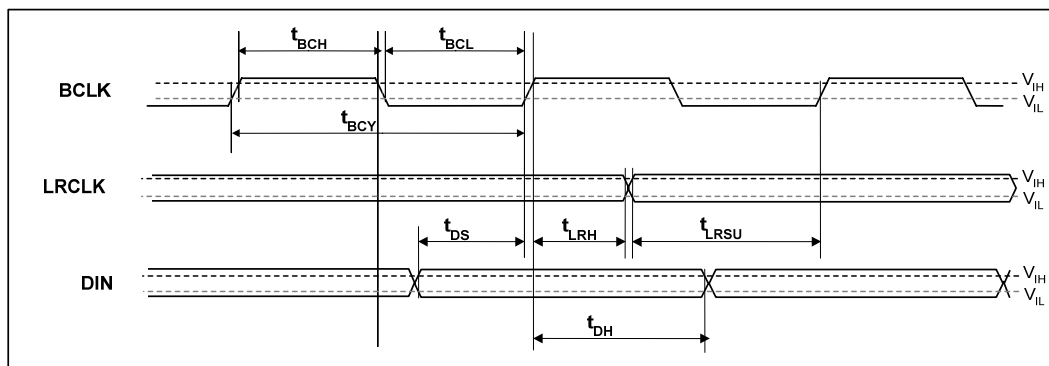 tBCH
tBCL
BCLK
VIH
VIL
tBCY
LRCLK
VIH
VIL
tDS
tLRH
tLRSU
DIN
VIH
VIL
tDH